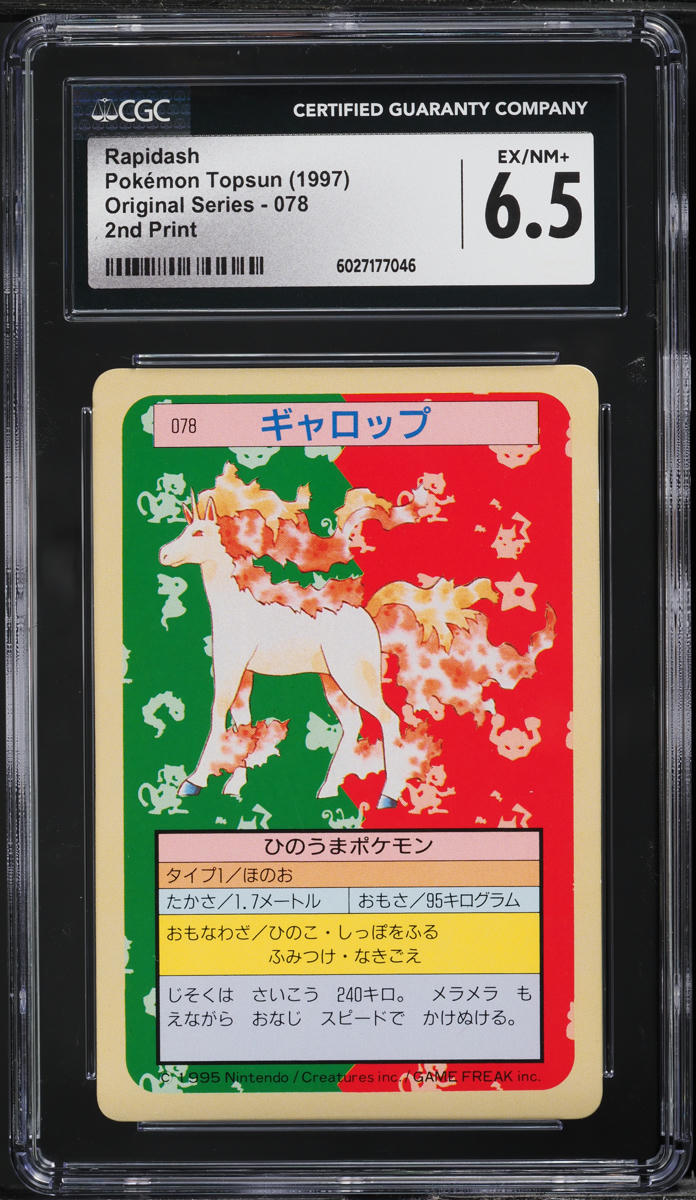 CGC
CERTIFIED GUARANTY COMPANY
Rapidash
Pokémon Topsun (1997)
Original Series - 078
2nd Print
EX/NM+
6.5
6027177046
078 ギャロップ
ひのうまポケモン
タイプ1/ほのお
たかさ/1.7メートル おもさ/95キログラム
おもなわざ/ひのこ・しっぽをふる
ふみつけ・なきごえ
じそくは さいこう 240キロ。 メラメラ も
えながら おなじ スピードで かけぬける。
© 1995 Nintendo / Creatures inc. / GAME FREAK inc.